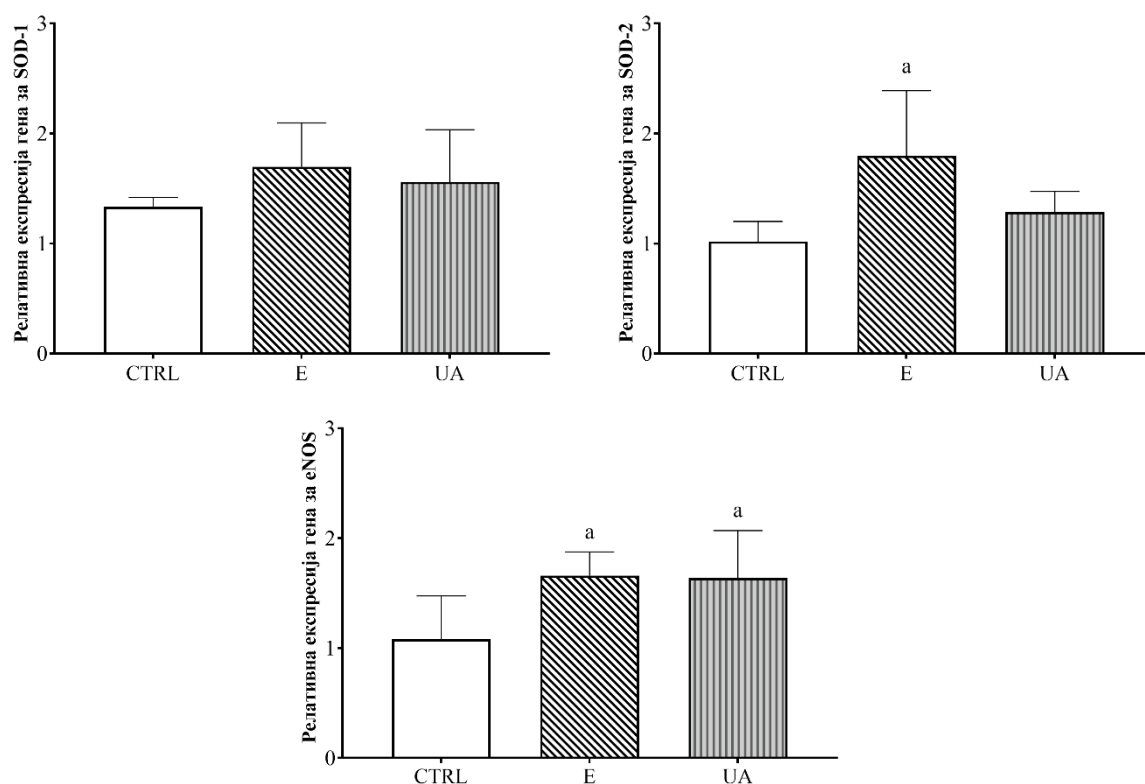 Релативна експресија гена за SOD-1
3
2
1
0
CTRL E UA
Релативна експресија гена за SOD-2
3
2
1
0
a
CTRL E UA
Релативна експресија гена за eNOS
3
2
1
0
a a
CTRL E UA